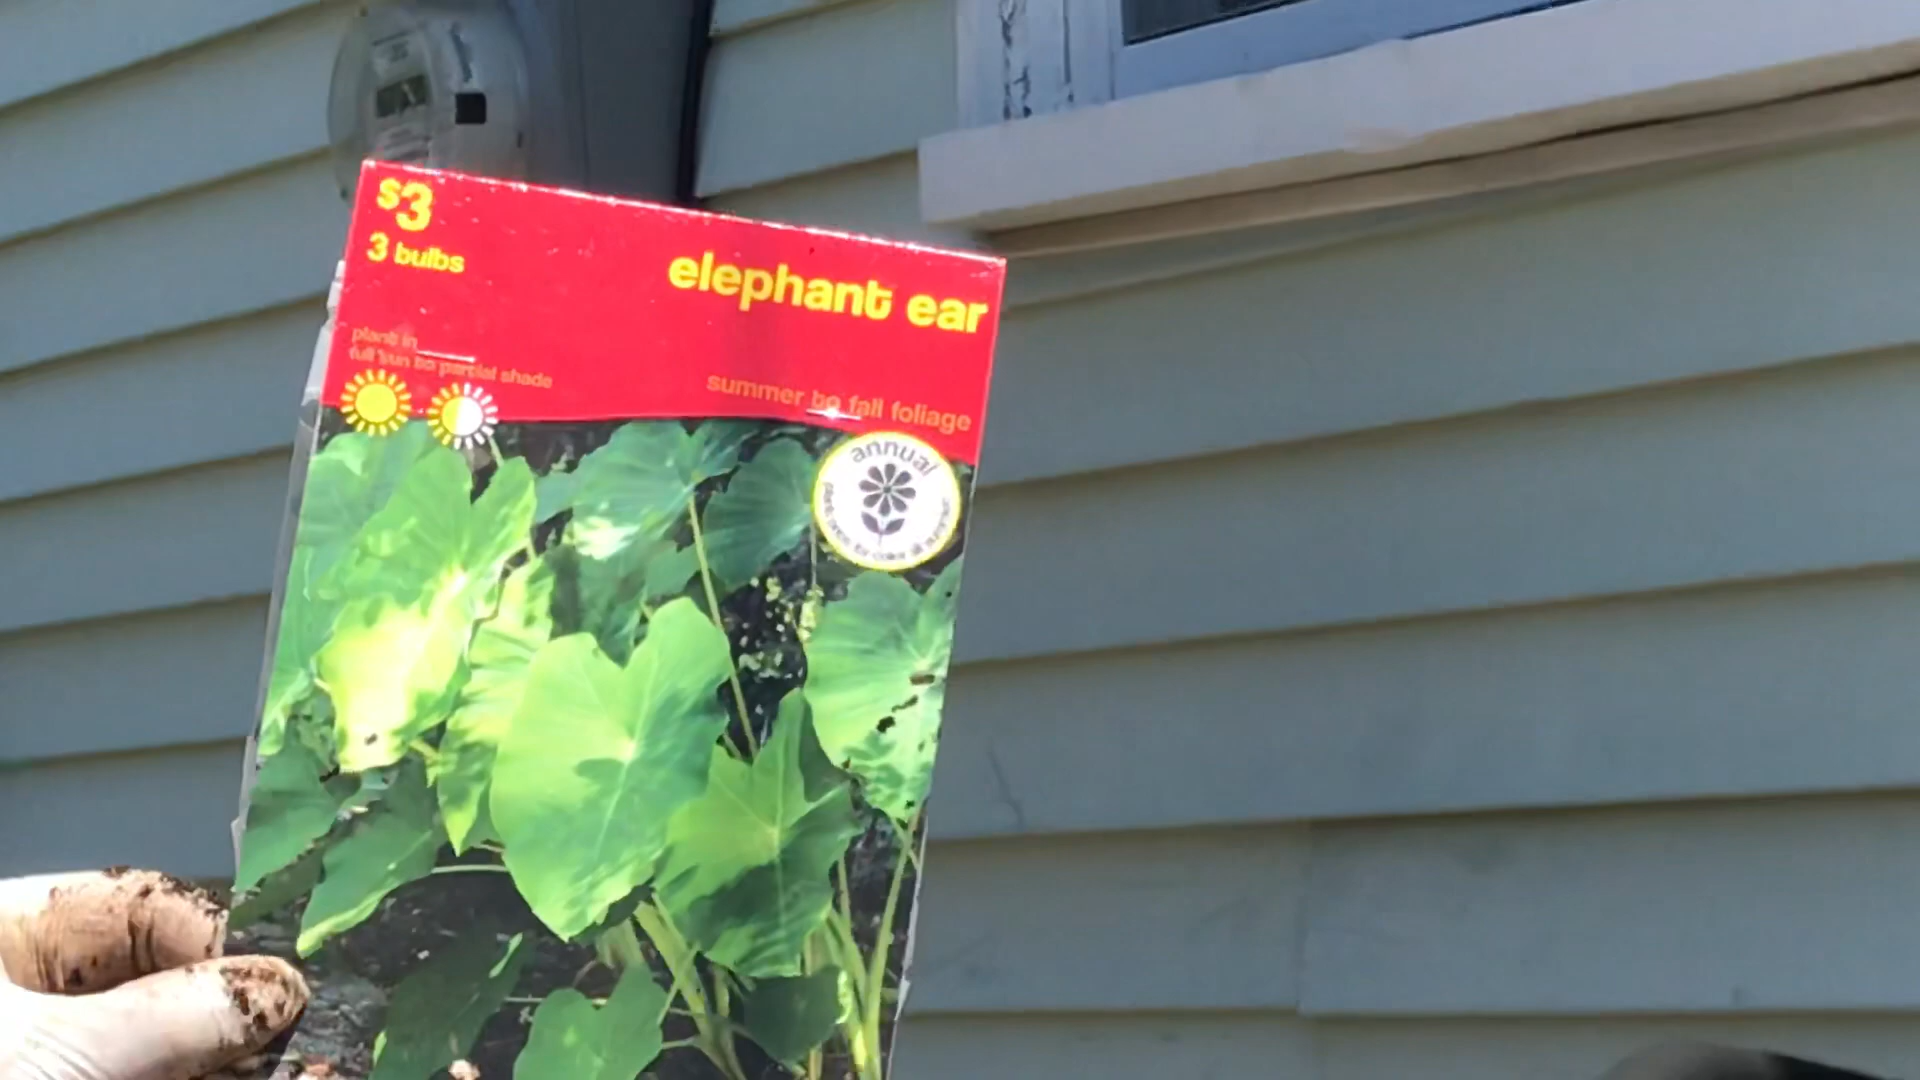 $3
3 bulbs
elephant ear
plant in
full sun to partial shade
summer to fall foliage
annual